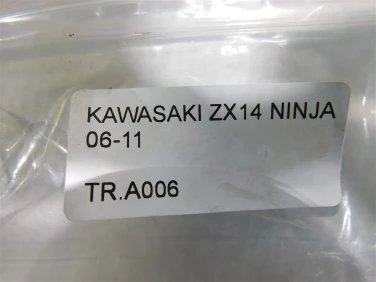 KAWASAKI ZX14 NINJA
06-11
TR.A006